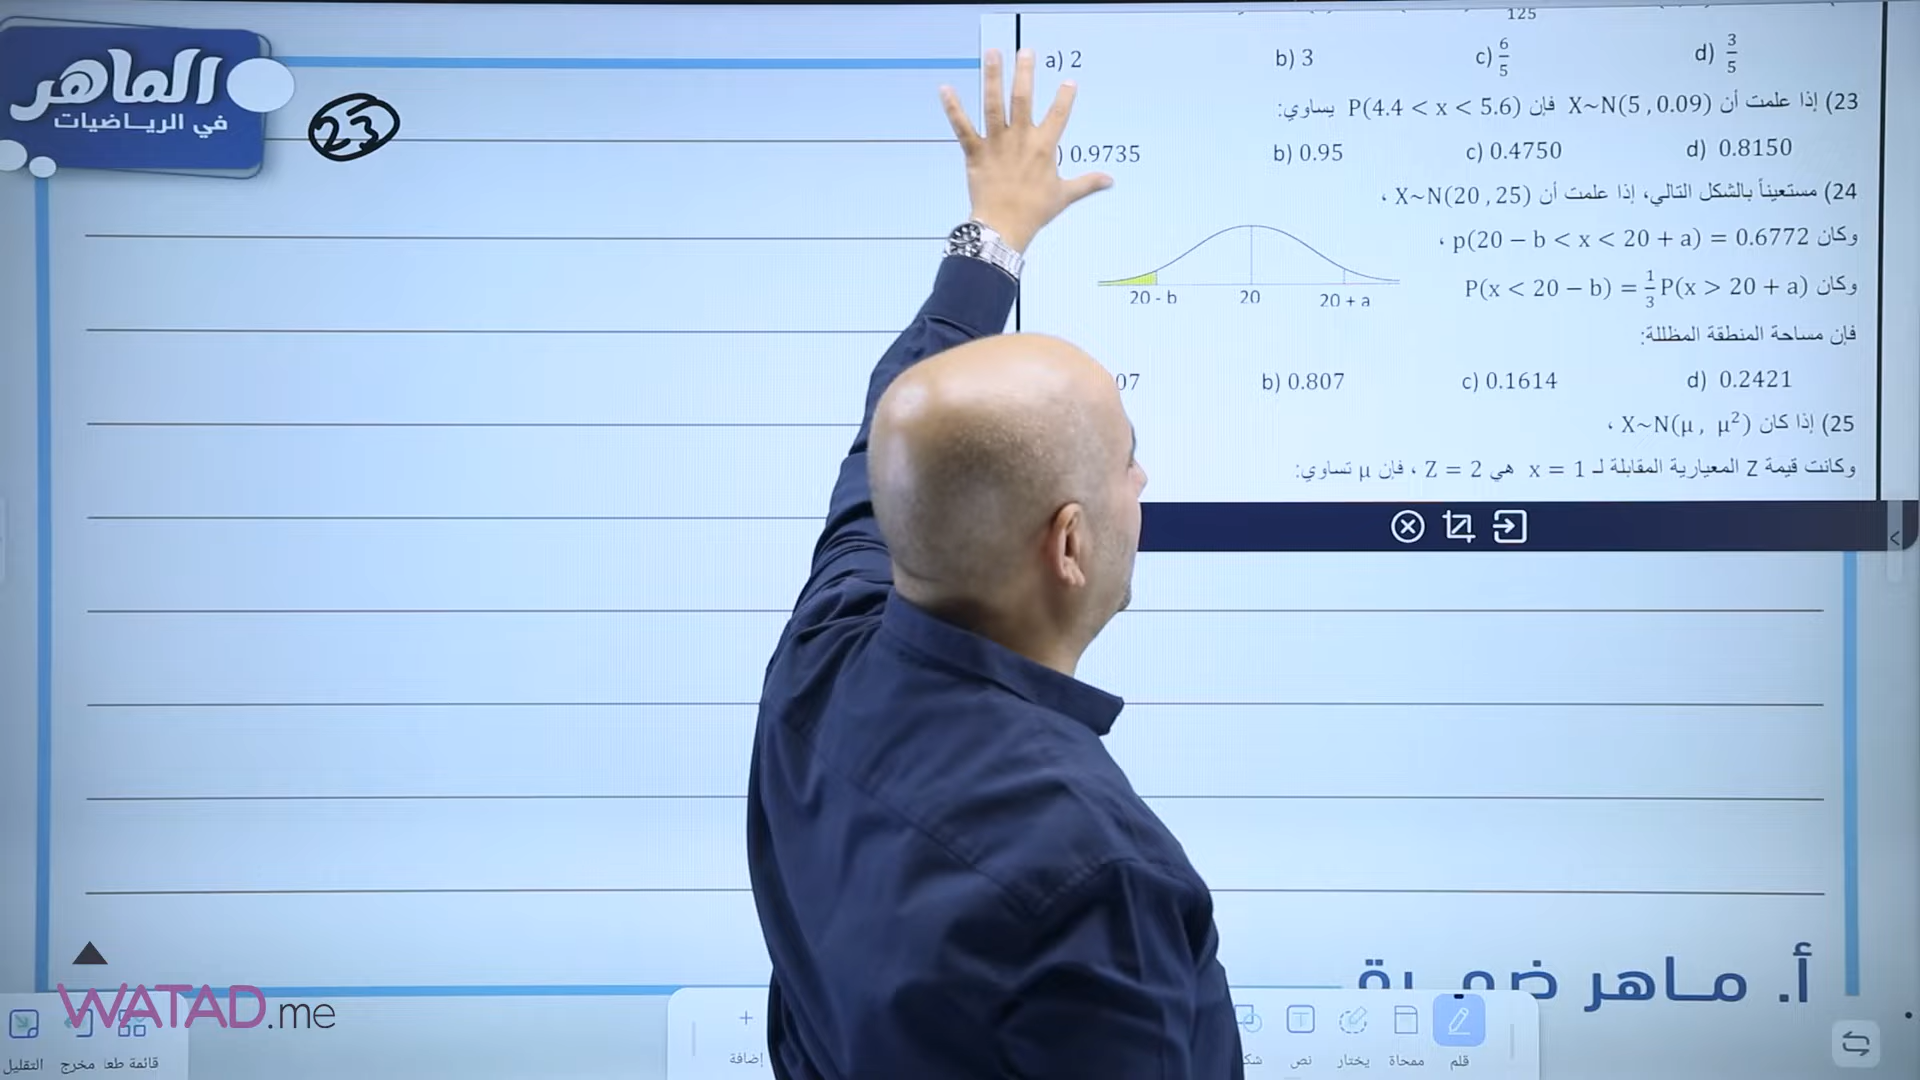 الماهر
في الرياضيات
23
125
a) 2 b) 3 c) 6/5 d) 3/5
23) إذا علمت أن X~N(5 , 0.09) فإن P(4.4 < x < 5.6) يساوي:
) 0.9735 b) 0.95 c) 0.4750 d) 0.8150
24) مستعيناً بالشكل التالي، إذا علمت أن X~N(20 , 25) ،
وكان p(20 − b < x < 20 + a) = 0.6772 ،
وكان P(x < 20 − b) = 1/3 P(x > 20 + a)
20 - b 20 20 + a
فإن مساحة المنطقة المظللة:
07 b) 0.807 c) 0.1614 d) 0.2421
25) إذا كان X~N(μ , μ²) ،
وكانت قيمة Z المعيارية المقابلة لـ x = 1 هي Z = 2 ، فإن μ تساوي:
أ. ماهر ضمرة
WATAD.me
التقليل مخرج قائمة طعا إضافة يختار ممحاة قلم نص شك